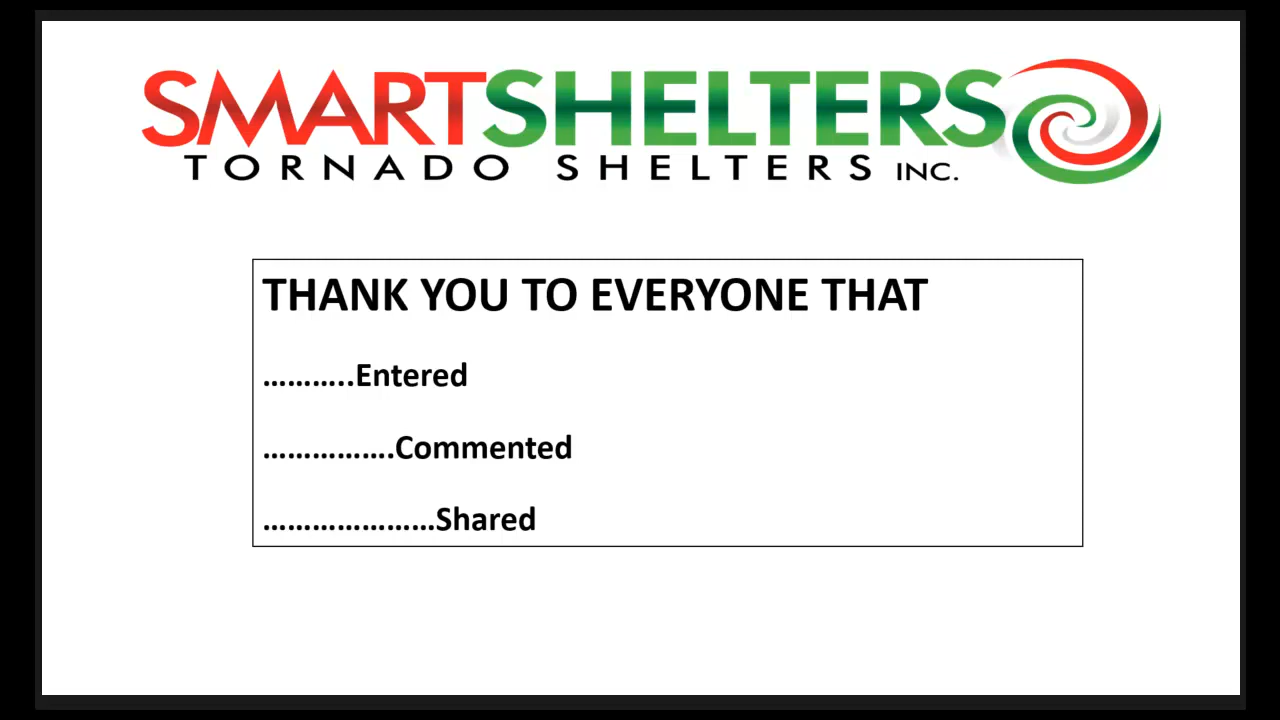 SMARTSHELTERS
TORNADO SHELTERS INC.
THANK YOU TO EVERYONE THAT
………..Entered
…………….Commented
…………………Shared